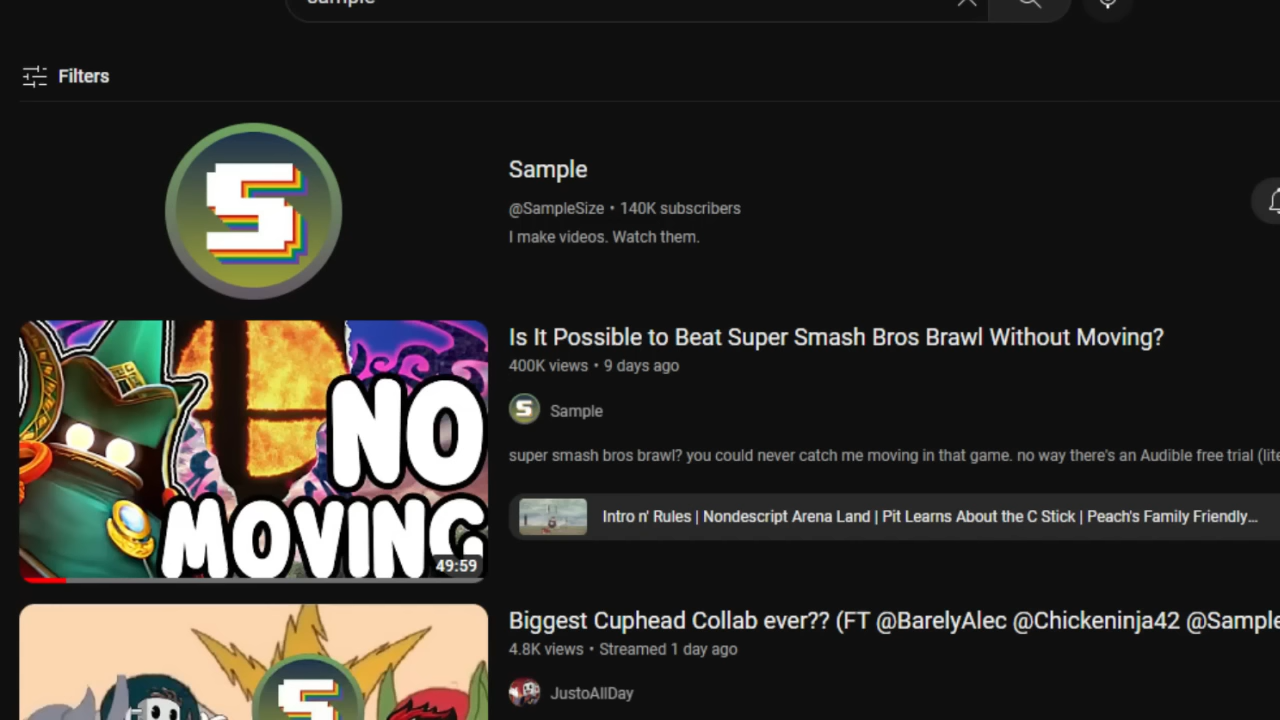 sample
Filters
S
Sample
@SampleSize • 140K subscribers
I make videos. Watch them.
Is It Possible to Beat Super Smash Bros Brawl Without Moving?
400K views • 9 days ago
S
Sample
super smash bros brawl? you could never catch me moving in that game. no way there's an Audible free trial (lite
Intro n' Rules | Nondescript Arena Land | Pit Learns About the C Stick | Peach's Family Friendly…
NO
MOVING
49:59
Biggest Cuphead Collab ever?? (FT @BarelyAlec @Chickeninja42 @Sample
4.8K views • Streamed 1 day ago
JustoAllDay
S